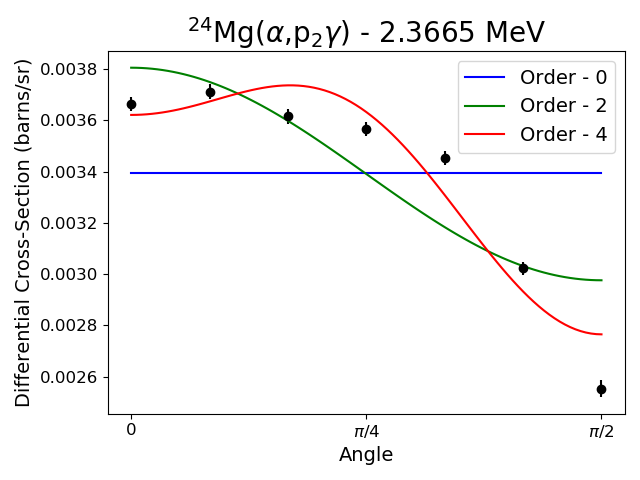 ²⁴Mg(α,p₂γ) - 2.3665 MeV
Order - 0
Order - 2
Order - 4
Differential Cross-Section (barns/sr)
0.0038
0.0036
0.0034
0.0032
0.0030
0.0028
0.0026
0
π/4
π/2
Angle